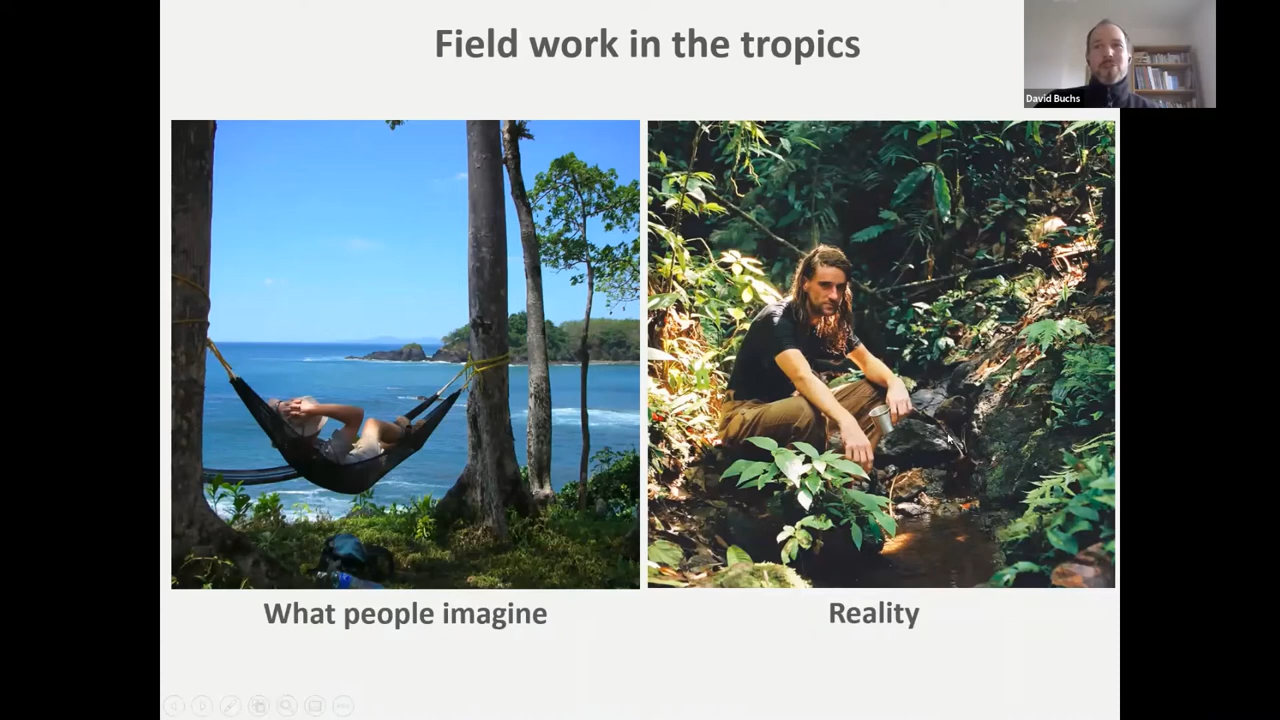 Field work in the tropics
David Buchs
What people imagine
Reality